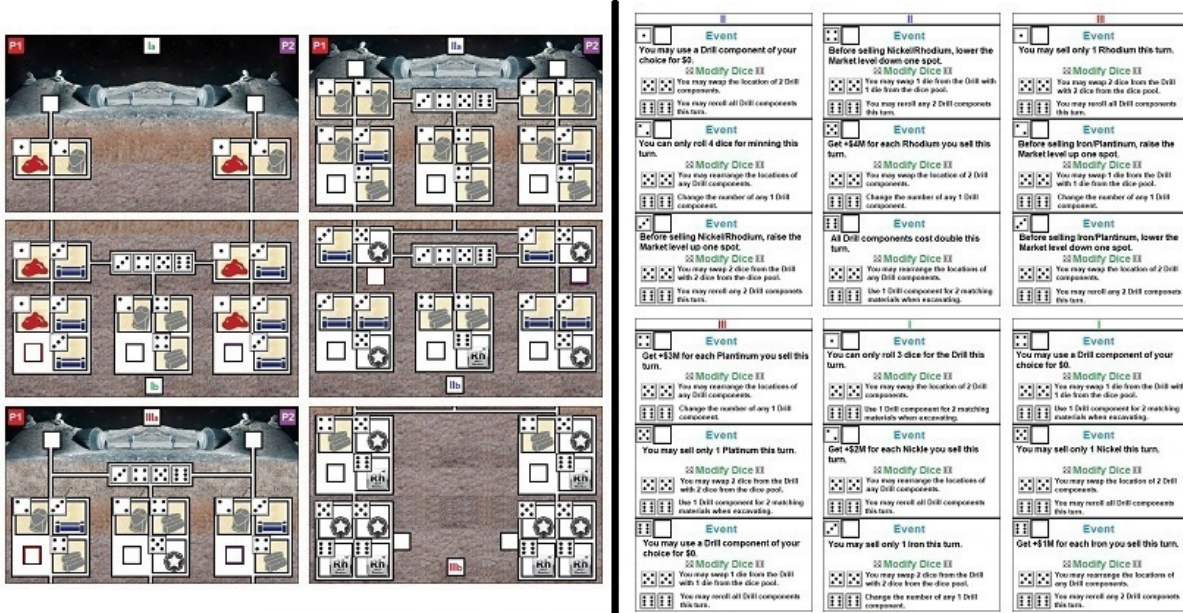 P1
Ia
P2
P1
IIa
P2
Ib
IIb
Rh
P1
IIIa
P2
Rh
Rh
Rh
Rh
Rh
Rh
IIIb
II
Event
You may use a Drill component of your
choice for $0.
Modify Dice
You may swap the location of 2 Drill
components.
You may reroll all Drill components
this turn.
Event
You can only roll 4 dice for minning this
turn.
Modify Dice
You may rearrange the locations of
any Drill components.
Change the number of any 1 Drill
component.
Event
Before selling Nickel/Rhodium, raise the
Market level up one spot.
Modify Dice
You may swap 2 dice from the Drill
with 2 dice from the dice pool.
You may reroll any 2 Drill componets
this turn.
II
Event
Before selling Nickel/Rhodium, lower the
Market level down one spot.
Modify Dice
You may swap 1 die from the Drill with
1 die from the dice pool.
You may reroll any 2 Drill componets
this turn.
Event
Get +$4M for each Rhodium you sell this
turn.
Modify Dice
You may swap the location of 2 Drill
components.
Change the number of any 1 Drill
component.
Event
All Drill components cost double this
turn.
Modify Dice
You may rearrange the locations of
any Drill components.
Use 1 Drill component for 2 matching
materials when excavating.
III
Event
You may sell only 1 Rhodium this turn.
Modify Dice
You may swap 2 dice from the Drill
with 2 dice from the dice pool.
You may reroll all Drill components
this turn.
Event
Before selling Iron/Plantinum, raise the
Market level up one spot.
Modify Dice
You may swap 1 die from the Drill
with 1 die from the dice pool.
Change the number of any 1 Drill
component.
Event
Before selling Iron/Plantinum, lower the
Market level down one spot.
Modify Dice
You may swap the location of 2 Drill
components.
You may reroll any 2 Drill componets
this turn.
III
Event
Get +$3M for each Plantinum you sell this
turn.
Modify Dice
You may rearrange the locations of
any Drill components.
Change the number of any 1 Drill
component.
Event
You may sell only 1 Platinum this turn.
Modify Dice
You may swap 2 dice from the Drill
with 2 dice from the dice pool.
Use 1 Drill component for 2 matching
materials when excavating.
Event
You may use a Drill component of your
choice for $0.
Modify Dice
You may swap 1 die from the Drill
with 1 die from the dice pool.
You may reroll all Drill components
this turn.
I
Event
You can only roll 3 dice for the Drill this
turn.
Modify Dice
You may swap the location of 2 Drill
components.
Use 1 Drill component for 2 matching
materials when excavating.
Event
Get +$2M for each Nickle you sell this
turn.
Modify Dice
You may rearrange the locations of
any Drill components.
You may reroll all Drill components
this turn.
Event
You may sell only 1 Iron this turn.
Modify Dice
You may swap 2 dice from the Drill
with 2 dice from the dice pool.
Change the number of any 1 Drill
component.
I
Event
You may use a Drill component of your
choice for $0.
Modify Dice
You may swap 1 die from the Drill with
1 die from the dice pool.
Use 1 Drill component for 2 matching
materials when excavating.
Event
You may sell only 1 Nickel this turn.
Modify Dice
You may swap the location of 2 Drill
components.
You may reroll all Drill components
this turn.
Event
Get +$1M for each Iron you sell this turn.
Modify Dice
You may rearrange the locations of
any Drill components.
You may reroll any 2 Drill componets
this turn.